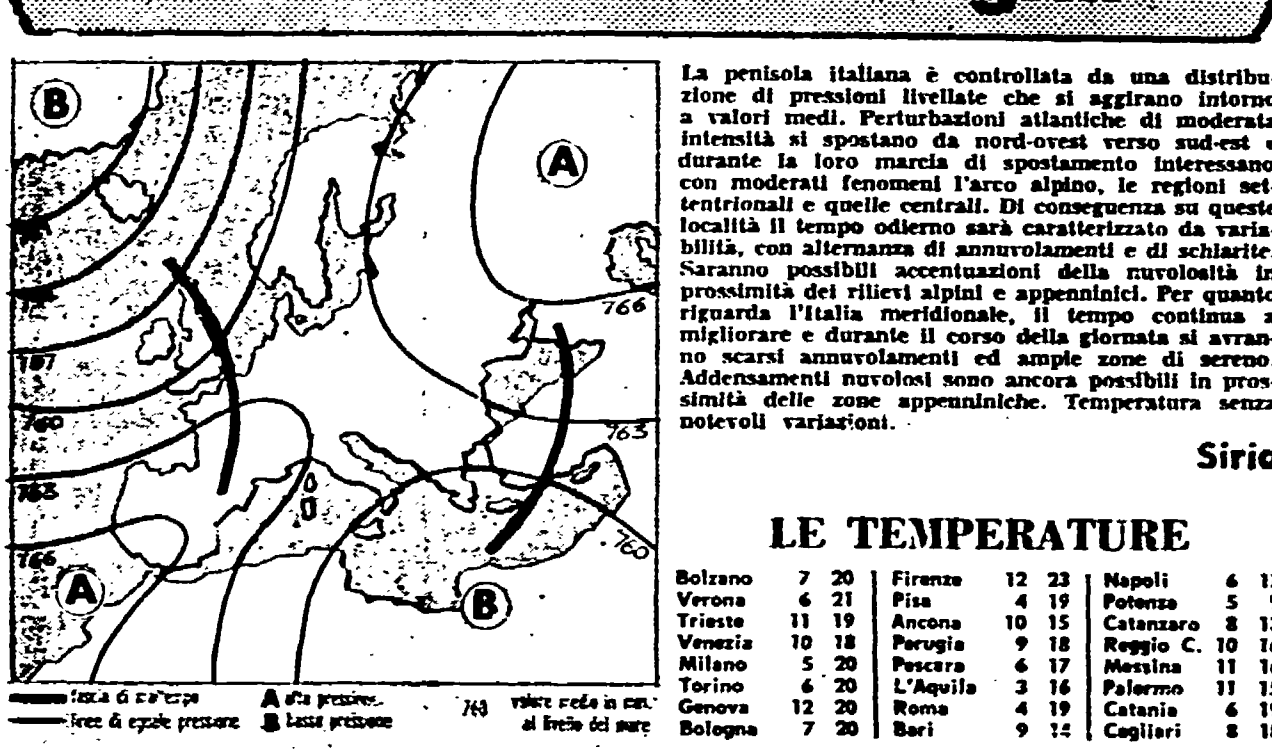 B
A
766
757
760
763
763
766
760
A
B
fascia di maltempo
A alta pressione
763
linee di eguale pressione
B bassa pressione
al livello del mare
La penisola italiana è controllata da una distribu-
zione di pressioni livellate che si aggirano intorno
a valori medi. Perturbazioni atlantiche di moderata
intensità si spostano da nord-ovest verso sud-est e
durante la loro marcia di spostamento interessano
con moderati fenomeni l'arco alpino, le regioni set-
tentrionali e quelle centrali. Di conseguenza su queste
località il tempo odierno sarà caratterizzato da varia-
bilità, con alternanza di annuvolamenti e di schiarite.
Saranno possibili accentuazioni della nuvolosità in
prossimità dei rilievi alpini e appenninici. Per quanto
riguarda l'Italia meridionale, il tempo continua a
migliorare e durante il corso della giornata si avran-
no scarsi annuvolamenti ed ampie zone di sereno.
Addensamenti nuvolosi sono ancora possibili in pros-
simità delle zone appenniniche. Temperatura senza
notevoli variazioni.
Sirio
LE TEMPERATURE
Bolzano 7 20
Verona 6 21
Trieste 11 19
Venezia 10 18
Milano 5 20
Torino 6 20
Genova 12 20
Bologna 7 20
Firenze 12 23
Pisa 4 19
Ancona 10 15
Perugia 9 18
Pescara 6 17
L'Aquila 3 16
Roma 4 19
Bari 9 14
Napoli 6
Potenza 5
Catanzaro 8
Reggio C. 10
Messina 11
Palermo 11
Catania 6
Cagliari 8